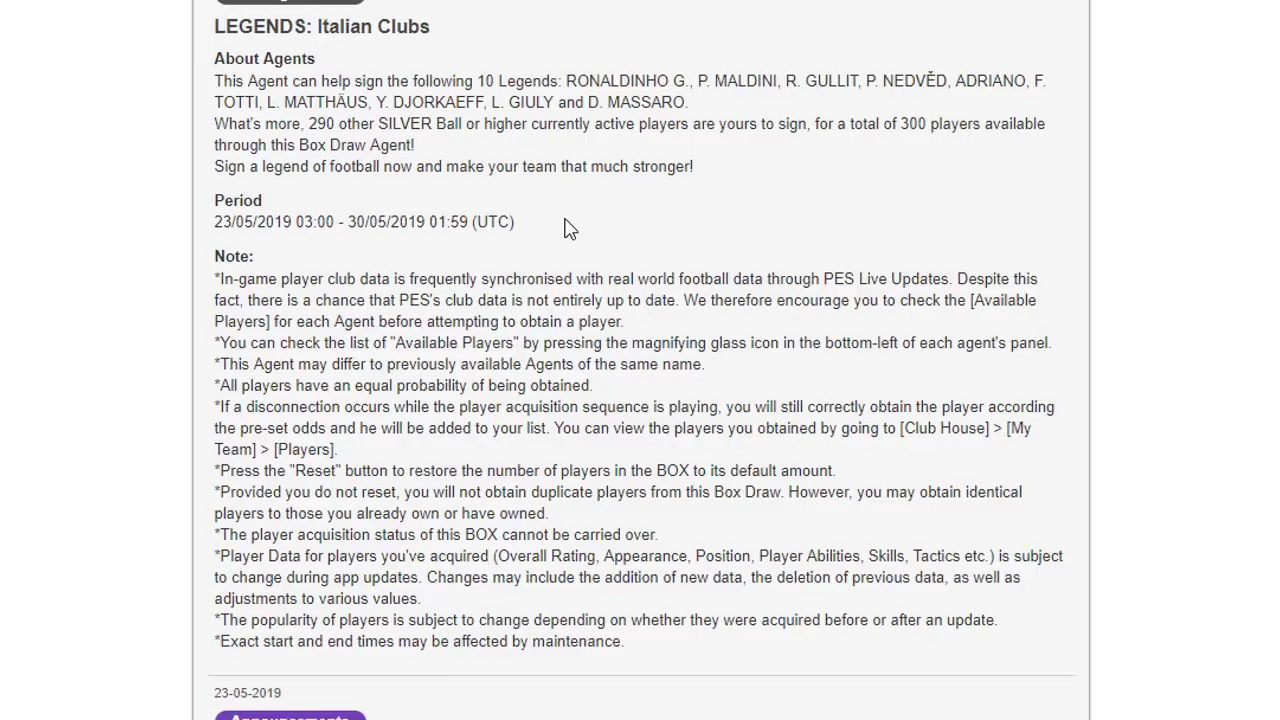 LEGENDS: Italian Clubs
About Agents
This Agent can help sign the following 10 Legends: RONALDINHO G., P. MALDINI, R. GULLIT, P. NEDVĚD, ADRIANO, F.
TOTTI, L. MATTHÄUS, Y. DJORKAEFF, L. GIULY and D. MASSARO.
What's more, 290 other SILVER Ball or higher currently active players are yours to sign, for a total of 300 players available
through this Box Draw Agent!
Sign a legend of football now and make your team that much stronger!
Period
23/05/2019 03:00 - 30/05/2019 01:59 (UTC)
Note:
*In-game player club data is frequently synchronised with real world football data through PES Live Updates. Despite this
fact, there is a chance that PES's club data is not entirely up to date. We therefore encourage you to check the [Available
Players] for each Agent before attempting to obtain a player.
*You can check the list of "Available Players" by pressing the magnifying glass icon in the bottom-left of each agent's panel.
*This Agent may differ to previously available Agents of the same name.
*All players have an equal probability of being obtained.
*If a disconnection occurs while the player acquisition sequence is playing, you will still correctly obtain the player according
the pre-set odds and he will be added to your list. You can view the players you obtained by going to [Club House] > [My
Team] > [Players].
*Press the "Reset" button to restore the number of players in the BOX to its default amount.
*Provided you do not reset, you will not obtain duplicate players from this Box Draw. However, you may obtain identical
players to those you already own or have owned.
*The player acquisition status of this BOX cannot be carried over.
*Player Data for players you've acquired (Overall Rating, Appearance, Position, Player Abilities, Skills, Tactics etc.) is subject
to change during app updates. Changes may include the addition of new data, the deletion of previous data, as well as
adjustments to various values.
*The popularity of players is subject to change depending on whether they were acquired before or after an update.
*Exact start and end times may be affected by maintenance.
23-05-2019
Announcements